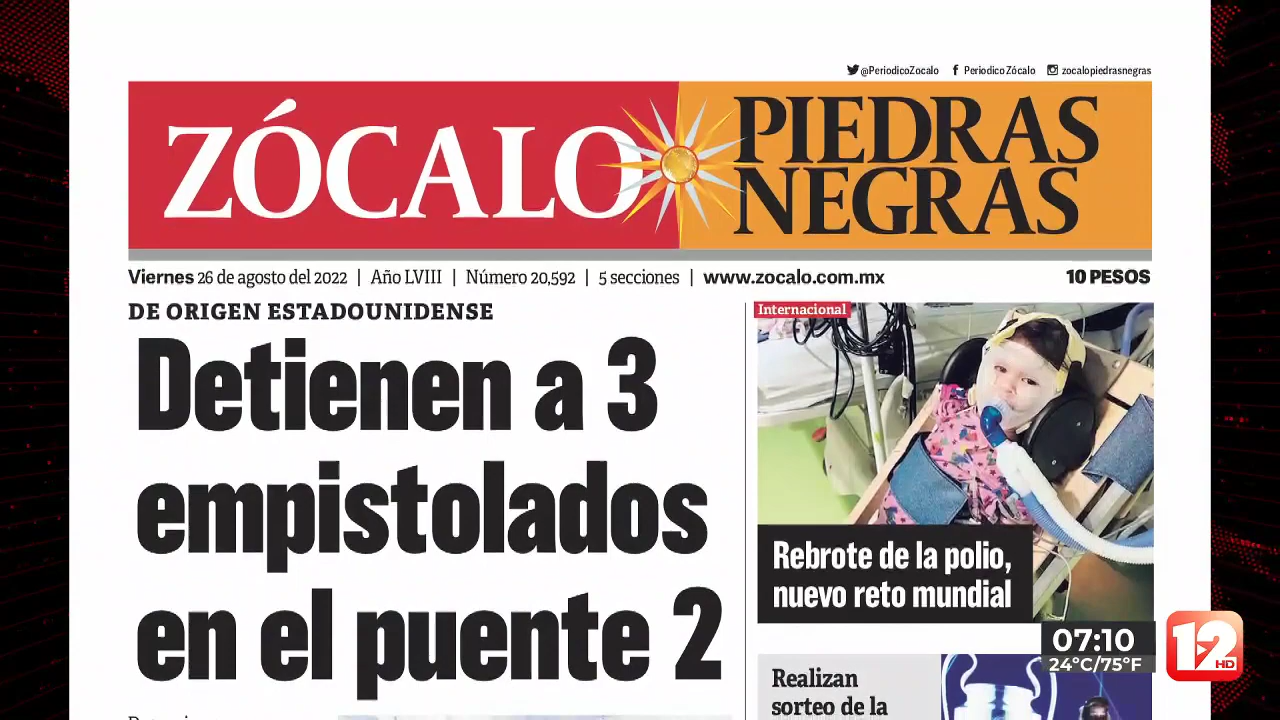 @PeriodicoZocalo Periodico Zócalo zocalopiedrasnegras
ZÓCALO
PIEDRAS
NEGRAS
Viernes 26 de agosto del 2022 | Año LVIII | Número 20,592 | 5 secciones | www.zocalo.com.mx 10 PESOS
DE ORIGEN ESTADOUNIDENSE
Detienen a 3
empistolados
en el puente 2
Internacional
Rebrote de la polio,
nuevo reto mundial
Realizan
sorteo de la
07:10
24°C/75°F
12
HD